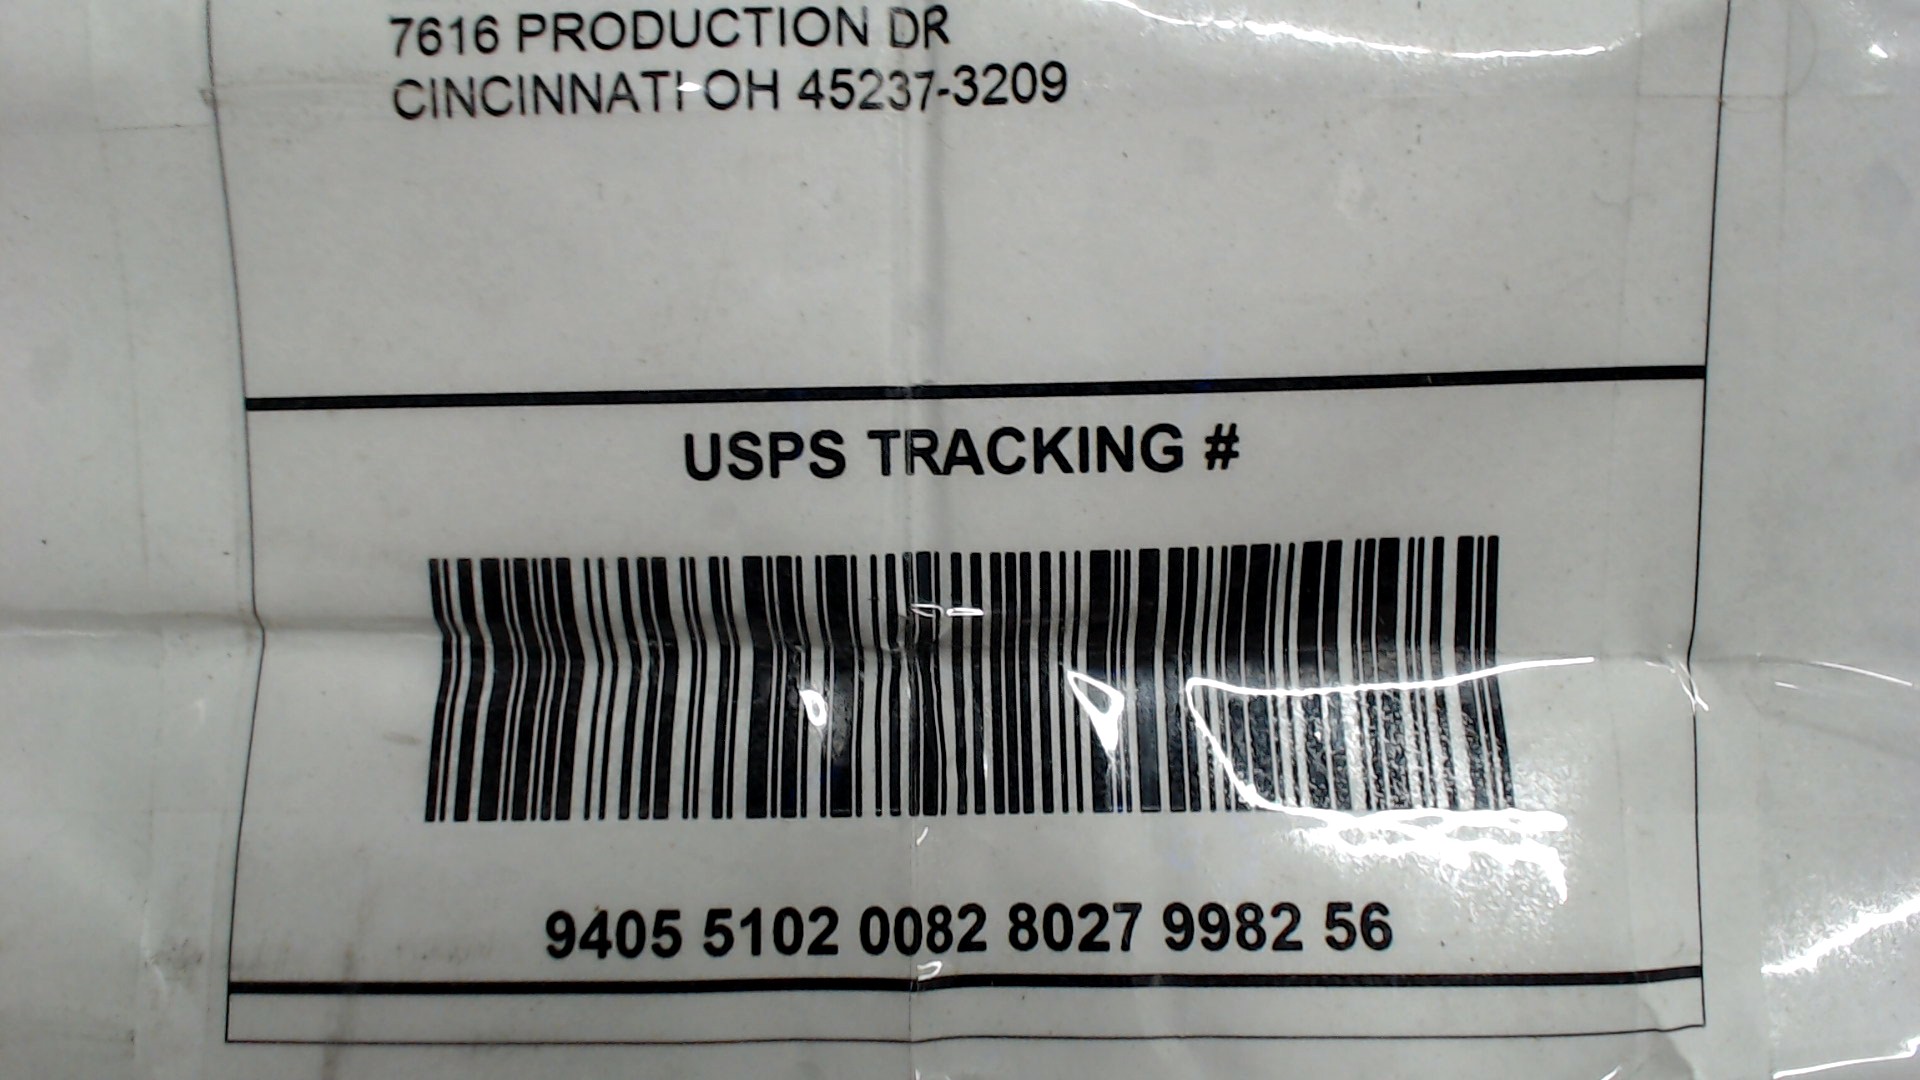 7616 PRODUCTION DR
CINCINNATI OH 45237-3209
USPS TRACKING #
9405 5102 0082 8027 9982 56